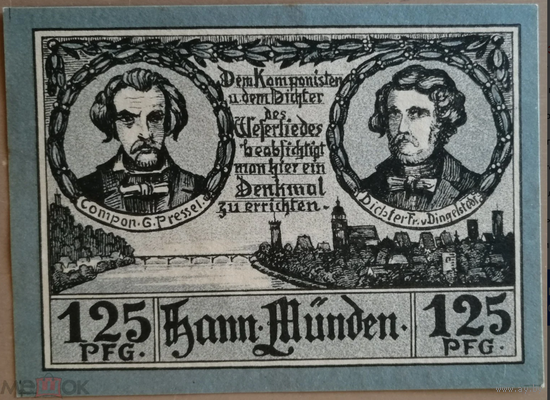 Dem Komponisten
u. dem Dichter
des
Weserliedes
beabsichtigt
man hier ein
Denkmal
zu errichten.
Compon. G. Pressel.
Dichter Fr. v. Dingelstedt.
125
PFG.
Hann. Münden.
125
PFG.